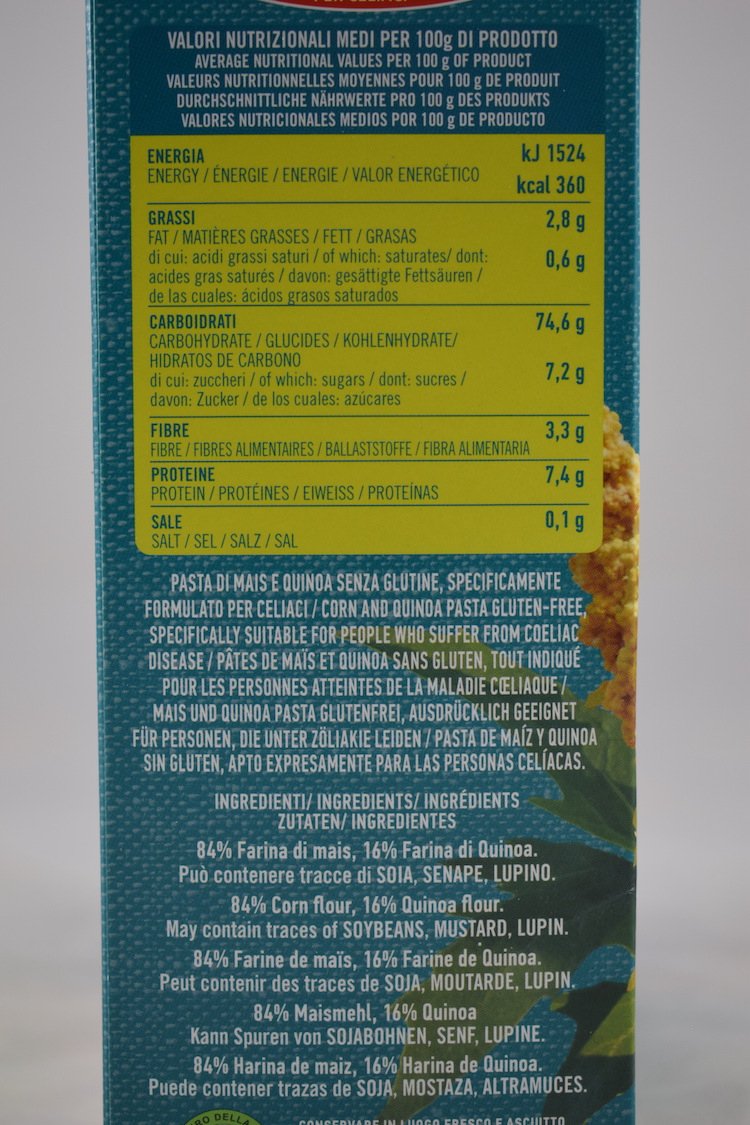 VALORI NUTRIZIONALI MEDI PER 100g DI PRODOTTO
AVERAGE NUTRITIONAL VALUES PER 100 g OF PRODUCT
VALEURS NUTRITIONNELLES MOYENNES POUR 100 g DE PRODUIT
DURCHSCHNITTLICHE NÄHRWERTE PRO 100 g DES PRODUKTS
VALORES NUTRICIONALES MEDIOS POR 100 g DE PRODUCTO
ENERGIA kJ 1524
ENERGY / ÉNERGIE / ENERGIE / VALOR ENERGÉTICO kcal 360
GRASSI 2,8 g
FAT / MATIÈRES GRASSES / FETT / GRASAS
di cui: acidi grassi saturi / of which: saturates/ dont: 0,6 g
acides gras saturés / davon: gesättigte Fettsäuren /
de las cuales: ácidos grasos saturados
CARBOIDRATI 74,6 g
CARBOHYDRATE / GLUCIDES / KOHLENHYDRATE/
HIDRATOS DE CARBONO
di cui: zuccheri / of which: sugars / dont: sucres / 7,2 g
davon: Zucker / de los cuales: azúcares
FIBRE 3,3 g
FIBRE / FIBRES ALIMENTAIRES / BALLASTSTOFFE / FIBRA ALIMENTARIA
PROTEINE 7,4 g
PROTEIN / PROTÉINES / EIWEISS / PROTEÍNAS
SALE 0,1 g
SALT / SEL / SALZ / SAL
PASTA DI MAIS E QUINOA SENZA GLUTINE, SPECIFICAMENTE
FORMULATO PER CELIACI / CORN AND QUINOA PASTA GLUTEN-FREE,
SPECIFICALLY SUITABLE FOR PEOPLE WHO SUFFER FROM COELIAC
DISEASE / PÂTES DE MAÏS ET QUINOA SANS GLUTEN, TOUT INDIQUÉ
POUR LES PERSONNES ATTEINTES DE LA MALADIE CŒLIAQUE /
MAIS UND QUINOA PASTA GLUTENFREI, AUSDRÜCKLICH GEEIGNET
FÜR PERSONEN, DIE UNTER ZÖLIAKIE LEIDEN / PASTA DE MAÍZ Y QUINOA
SIN GLUTEN, APTO EXPRESAMENTE PARA LAS PERSONAS CELÍACAS.
INGREDIENTI/ INGREDIENTS/ INGRÉDIENTS
ZUTATEN/ INGREDIENTES
84% Farina di mais, 16% Farina di Quinoa.
Può contenere tracce di SOIA, SENAPE, LUPINO.
84% Corn flour, 16% Quinoa flour.
May contain traces of SOYBEANS, MUSTARD, LUPIN.
84% Farine de maïs, 16% Farine de Quinoa.
Peut contenir des traces de SOJA, MOUTARDE, LUPIN.
84% Maismehl, 16% Quinoa
Kann Spuren von SOJABOHNEN, SENF, LUPINE.
84% Harina de maiz, 16% Harina de Quinoa.
Puede contener trazas de SOJA, MOSTAZA, ALTRAMUCES.
DELLA
CONSERVARE IN LUOGO FRESCO E ASCIUTTO